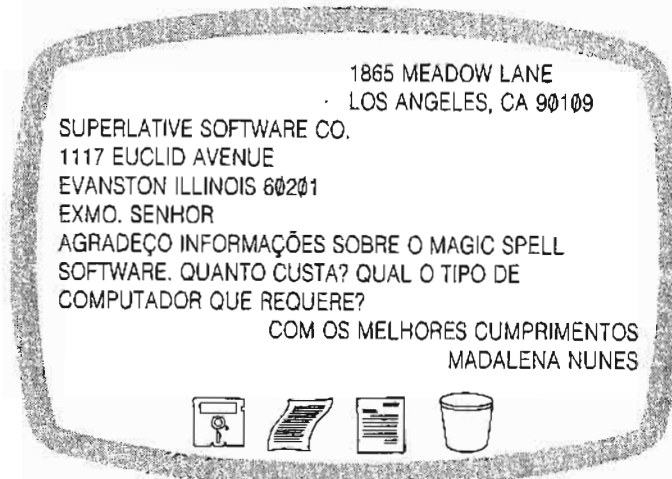 1865 MEADOW LANE
LOS ANGELES, CA 90109
SUPERLATIVE SOFTWARE CO.
1117 EUCLID AVENUE
EVANSTON ILLINOIS 60201
EXMO. SENHOR
AGRADEÇO INFORMAÇÕES SOBRE O MAGIC SPELL
SOFTWARE. QUANTO CUSTA? QUAL O TIPO DE
COMPUTADOR QUE REQUERE?
COM OS MELHORES CUMPRIMENTOS
MADALENA NUNES